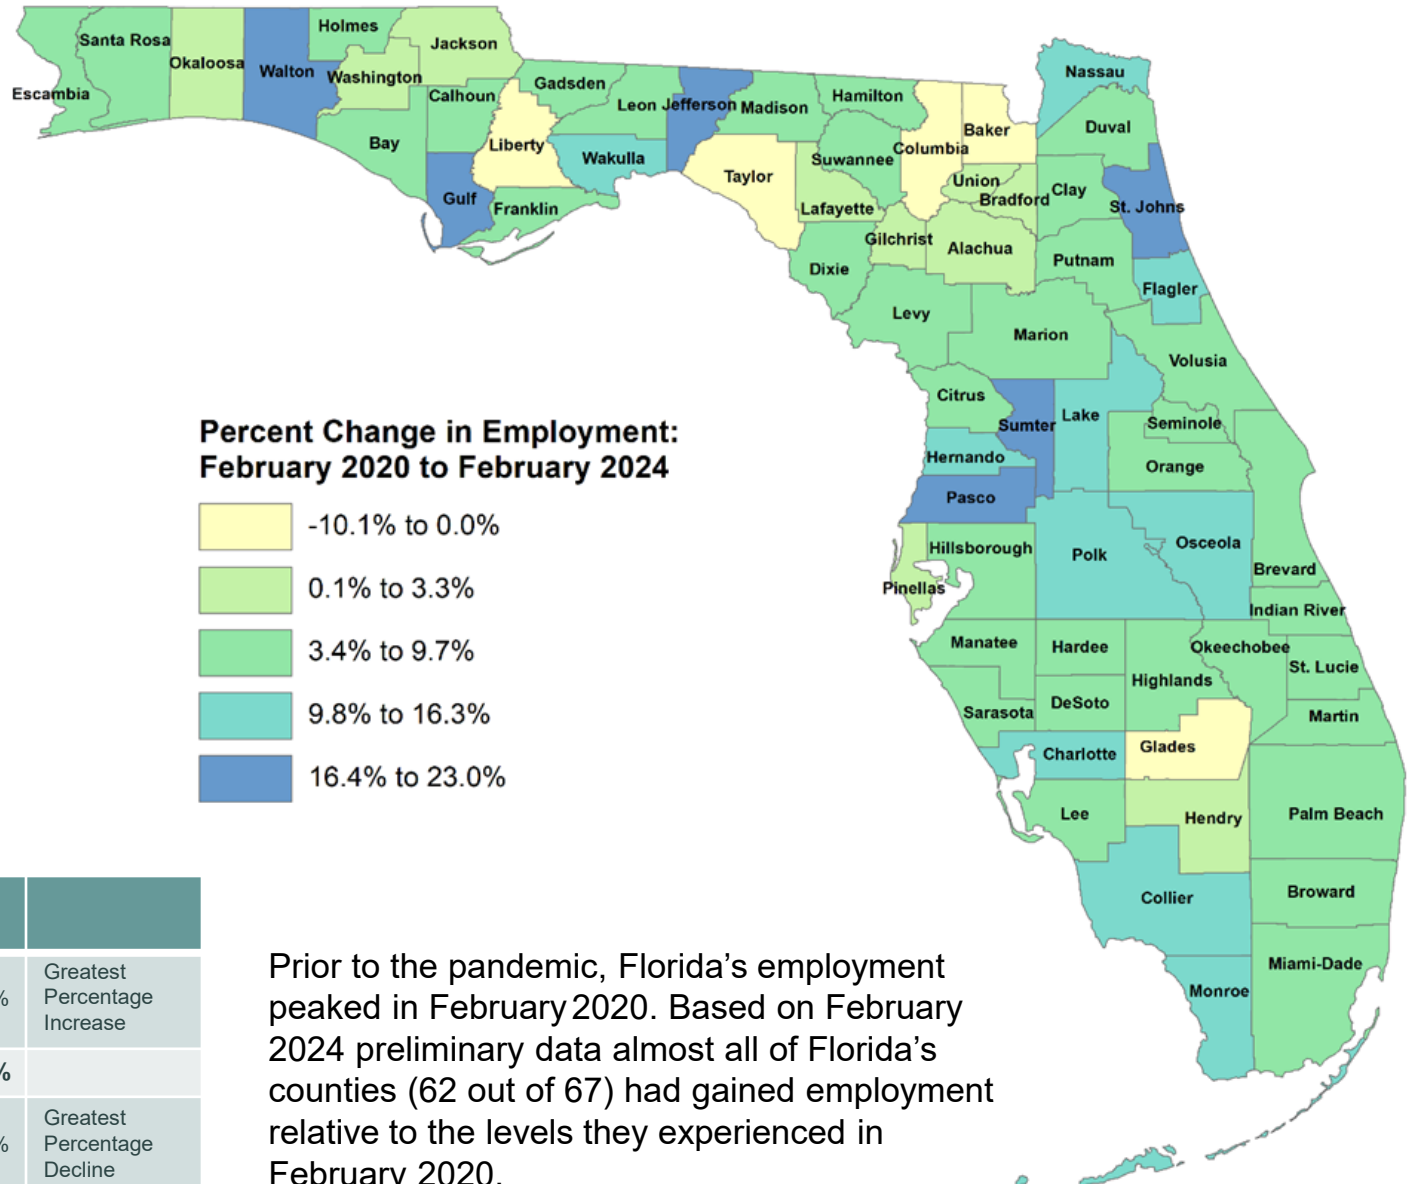 Santa Rosa
Okaloosa
Walton
Holmes
Jackson
Washington
Escambia
Calhoun
Bay
Gulf
Liberty
Franklin
Gadsden
Leon
Jefferson
Madison
Wakulla
Taylor
Hamilton
Suwannee
Lafayette
Columbia
Baker
Nassau
Duval
Union
Bradford
Clay
St. Johns
Gilchrist
Alachua
Dixie
Putnam
Flagler
Levy
Marion
Volusia
Citrus
Sumter
Lake
Seminole
Hernando
Orange
Pasco
Hillsborough
Pinellas
Polk
Osceola
Brevard
Indian River
Manatee
Hardee
Highlands
Okeechobee
St. Lucie
Sarasota
DeSoto
Martin
Charlotte
Glades
Lee
Hendry
Palm Beach
Collier
Broward
Monroe
Miami-Dade
Percent Change in Employment:
February 2020 to February 2024
-10.1% to 0.0%
0.1% to 3.3%
3.4% to 9.7%
9.8% to 16.3%
16.4% to 23.0%
%
Greatest
Percentage
Increase
%
%
Greatest
Percentage
Decline
Prior to the pandemic, Florida’s employment
peaked in February 2020. Based on February
2024 preliminary data almost all of Florida’s
counties (62 out of 67) had gained employment
relative to the levels they experienced in
February 2020.